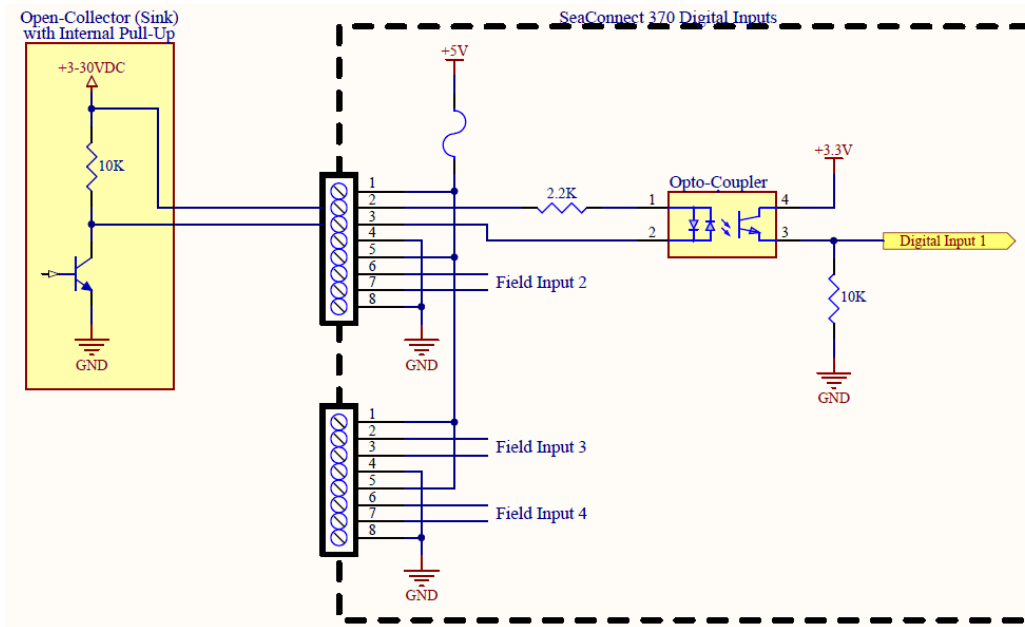 Open-Collector (Sink)
with Internal Pull-Up
SeaConnect 370 Digital Inputs
+3-30VDC
10K
GND
+5V
1
2
3
4
5
6
7
8
2.2K
Field Input 2
GND
Opto-Coupler
1
2
4
3
+3.3V
Digital Input 1
10K
GND
1
2
3
4
5
6
7
8
Field Input 3
Field Input 4
GND